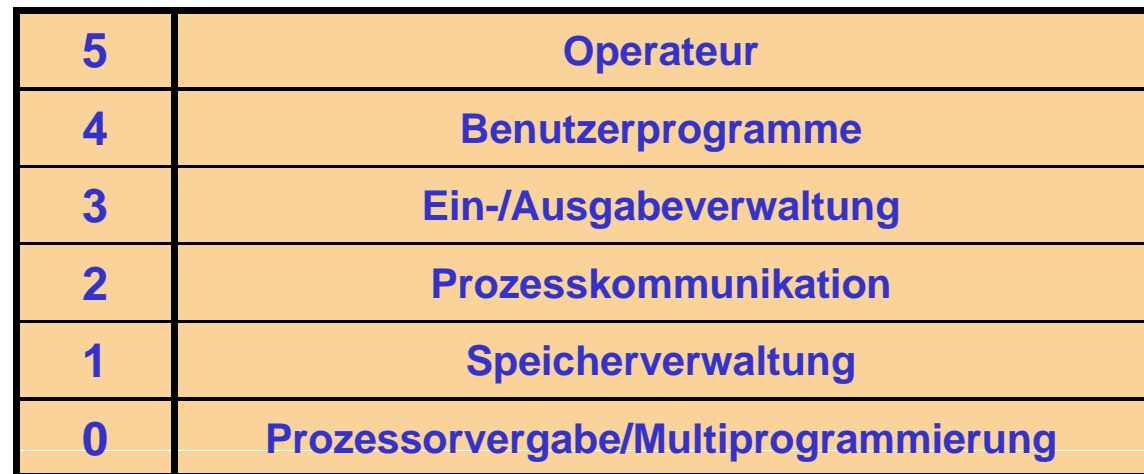 5 Operateur
4 Benutzerprogramme
3 Ein-/Ausgabeverwaltung
2 Prozesskommunikation
1 Speicherverwaltung
0 Prozessorvergabe/Multiprogrammierung